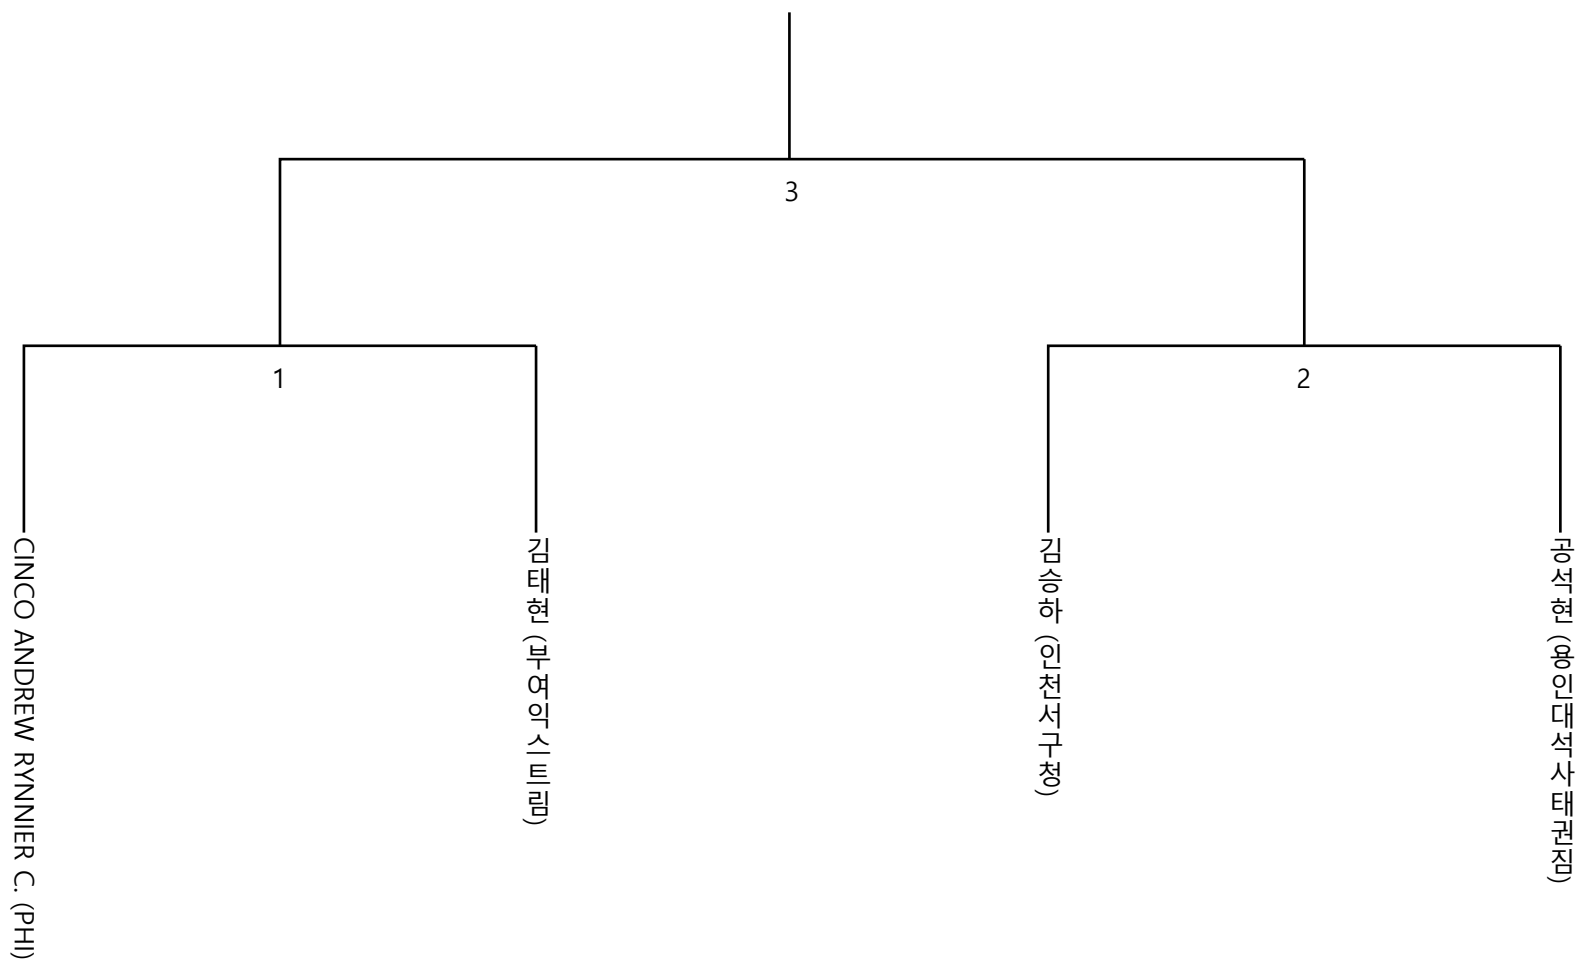 3
1
2
CINCO ANDREW RYNNIER C. (PHI)
김태현 (부여익스트림)
김승하 (인천서구청)
공석현 (용인대석사태권짐)